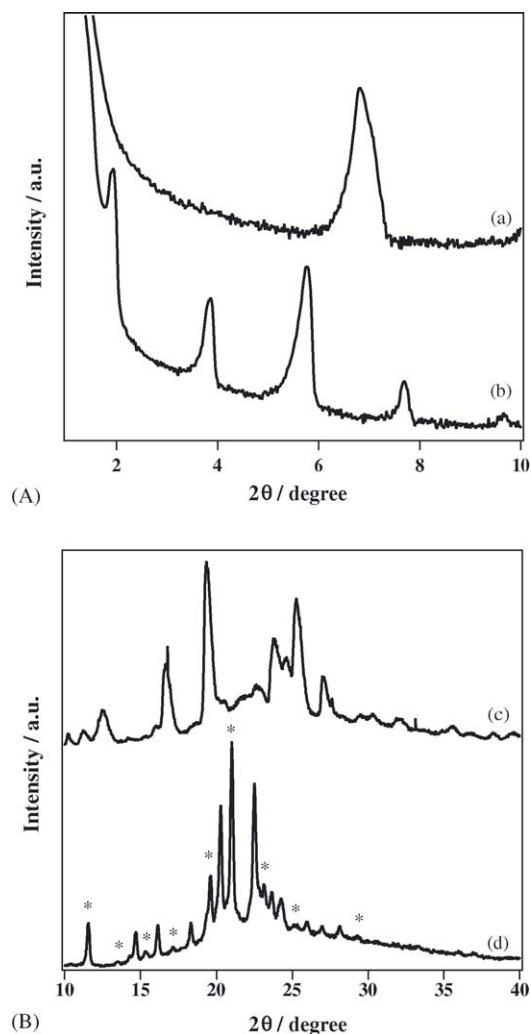 Intensity / a.u.
(a)
(b)
2 4 6 8 10
2θ / degree
(A)
Intensity / a.u.
(c)
*
* * * * * * * *
(d)
10 15 20 25 30 35 40
2θ / degree
(B)